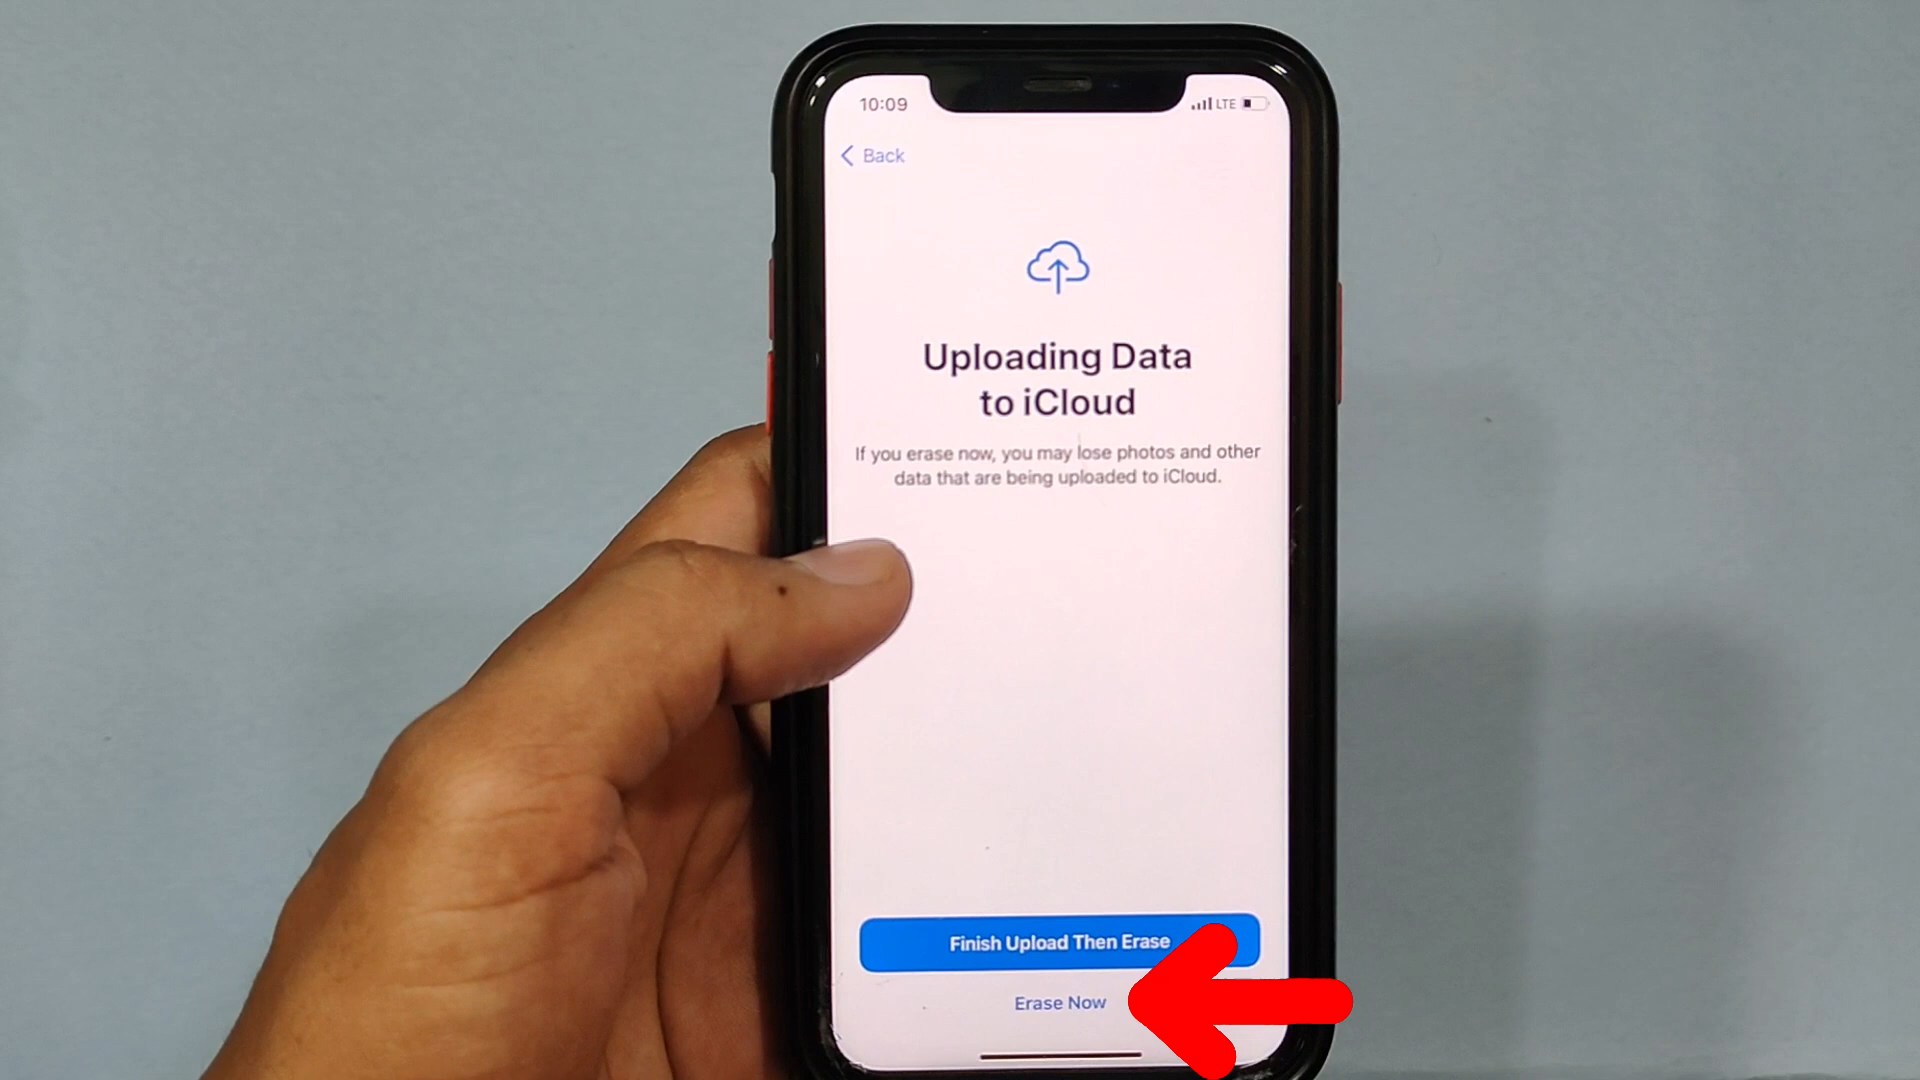 10:09
LTE
Back
Uploading Data
to iCloud
If you erase now, you may lose photos and other
data that are being uploaded to iCloud.
Finish Upload Then Erase
Erase Now